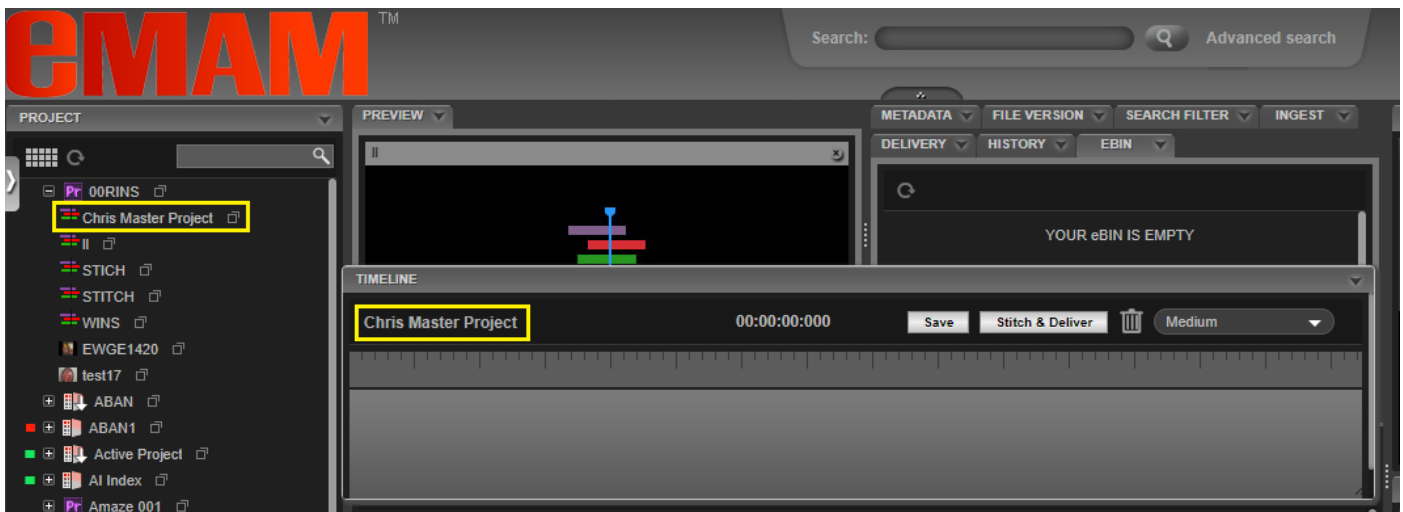 eMAM™
Search:
Advanced search
PROJECT
PREVIEW
METADATA
FILE VERSION
SEARCH FILTER
INGEST
DELIVERY
HISTORY
EBIN
Pr 00RINS
Chris Master Project
II
STICH
STITCH
WINS
EWGE1420
test17
ABAN
ABAN1
Active Project
AI Index
Pr Amaze 001
II
YOUR eBIN IS EMPTY
TIMELINE
Chris Master Project
00:00:00:000
Save
Stitch & Deliver
Medium